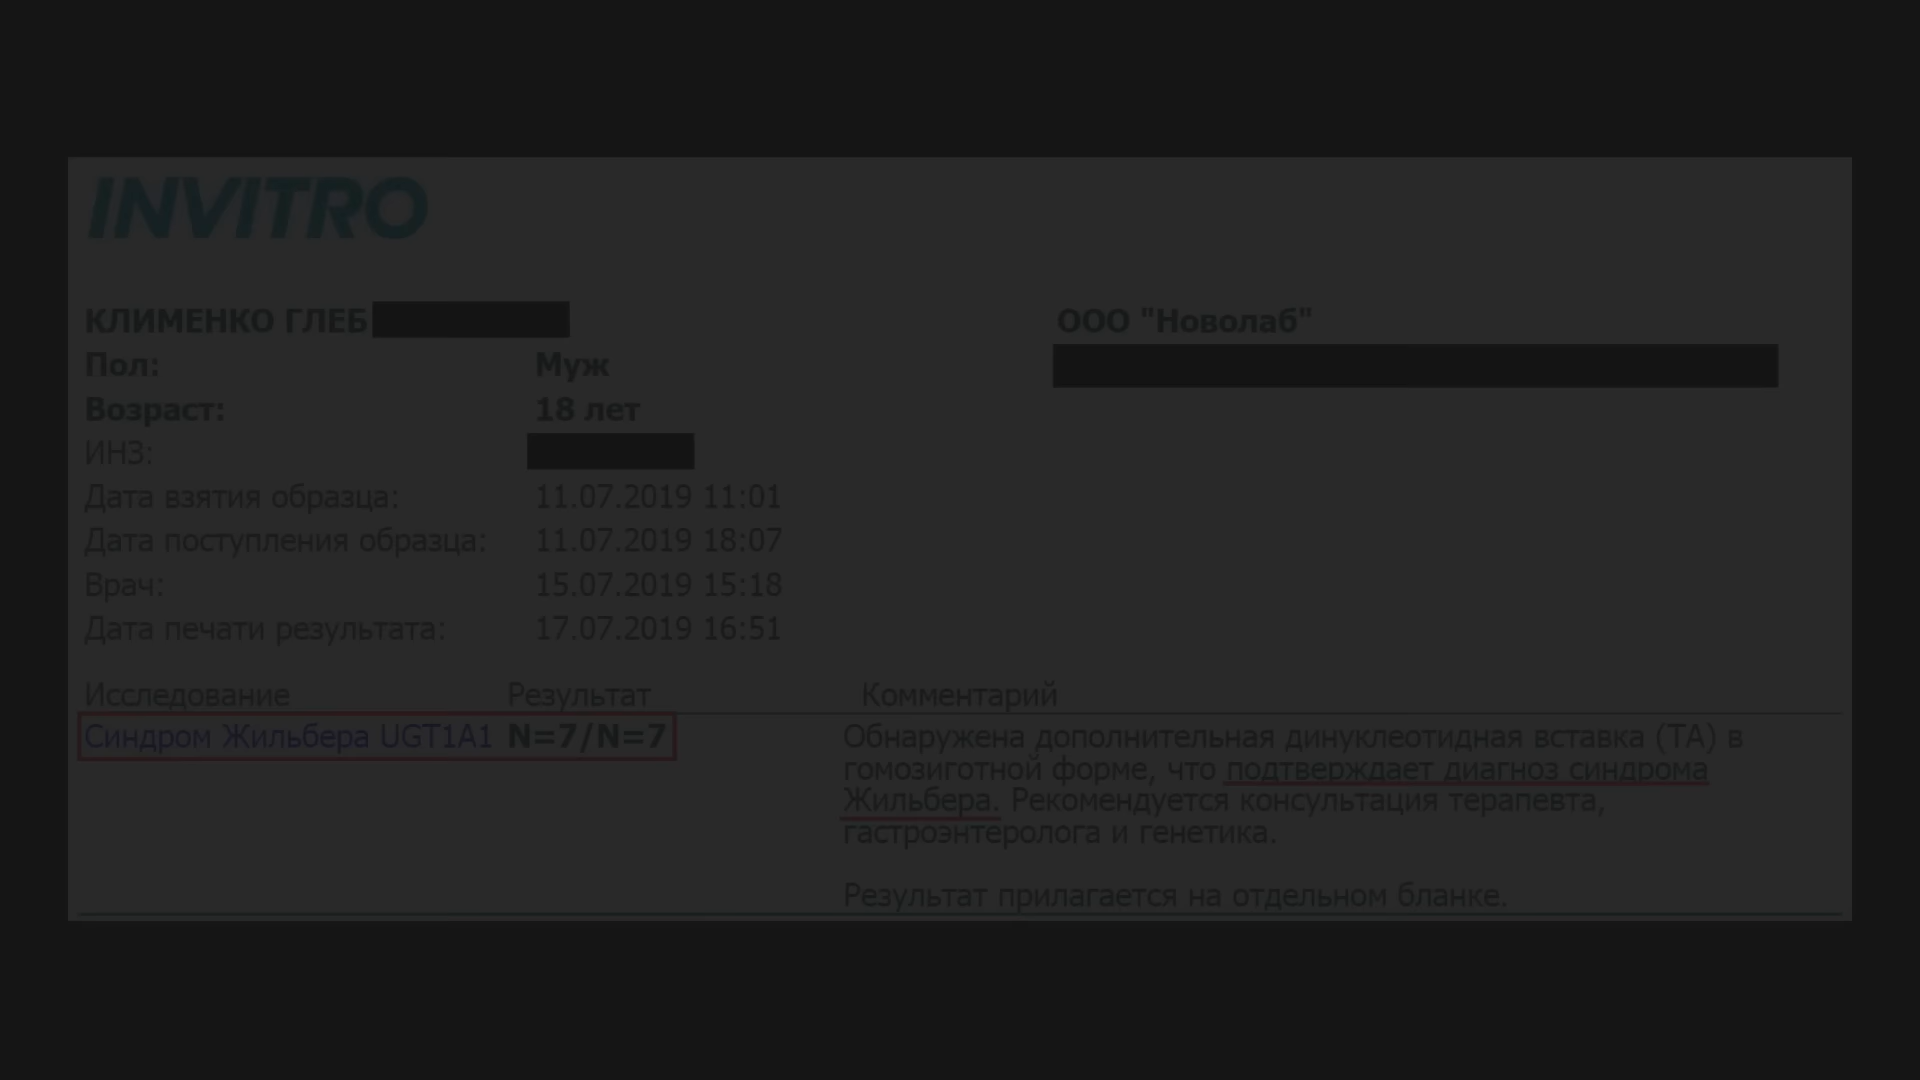 INVITRO
КЛИМЕНКО ГЛЕБ
ООО "Новолаб"
Пол: Муж
Возраст: 18 лет
ИНЗ:
Дата взятия образца: 11.07.2019 11:01
Дата поступления образца: 11.07.2019 18:07
Врач: 15.07.2019 15:18
Дата печати результата: 17.07.2019 16:51
Исследование Результат Комментарий
Синдром Жильбера UGT1A1 N=7/N=7 Обнаружена дополнительная динуклеотидная вставка (ТА) в
гомозиготной форме, что подтверждает диагноз синдрома
Жильбера. Рекомендуется консультация терапевта,
гастроэнтеролога и генетика.
Результат прилагается на отдельном бланке.